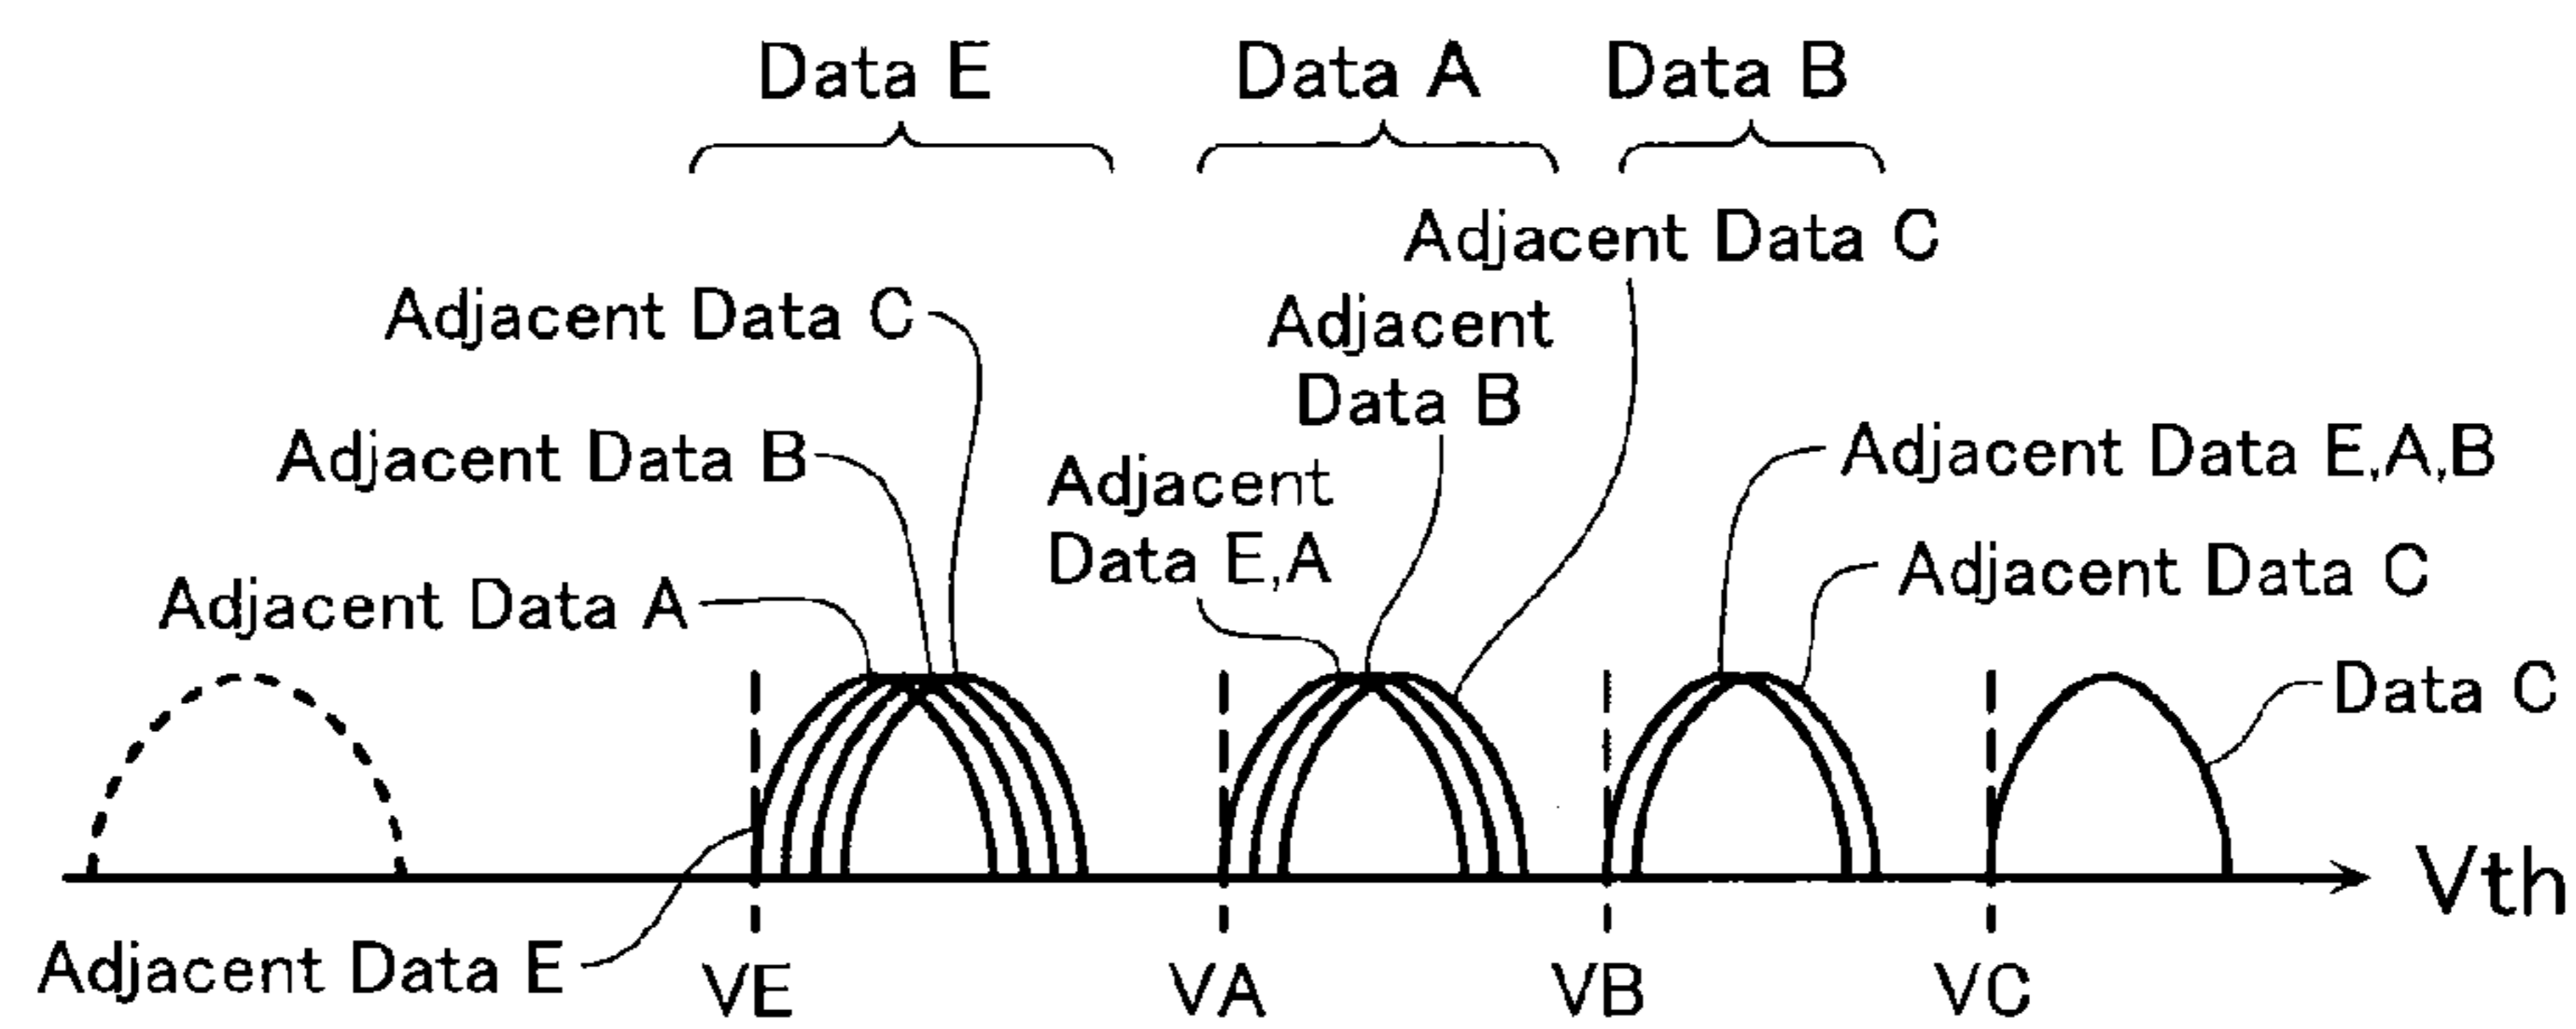 Data E
Data A
Data B
Adjacent Data C
Adjacent Data C
Adjacent
Data B
Adjacent Data B
Adjacent
Data E,A
Adjacent Data E,A,B
Adjacent Data C
Adjacent Data A
Data C
Vth
Adjacent Data E
VE
VA
VB
VC